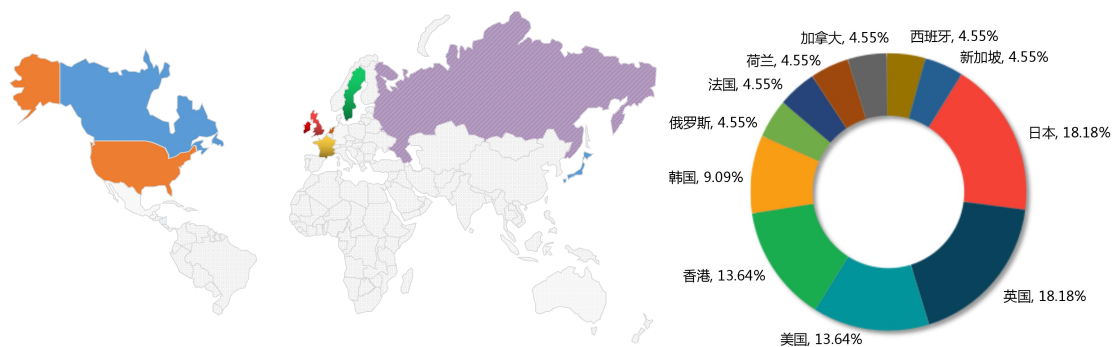 加拿大, 4.55%
西班牙, 4.55%
荷兰, 4.55%
新加坡, 4.55%
法国, 4.55%
俄罗斯, 4.55%
日本, 18.18%
韩国, 9.09%
香港, 13.64%
英国, 18.18%
美国, 13.64%